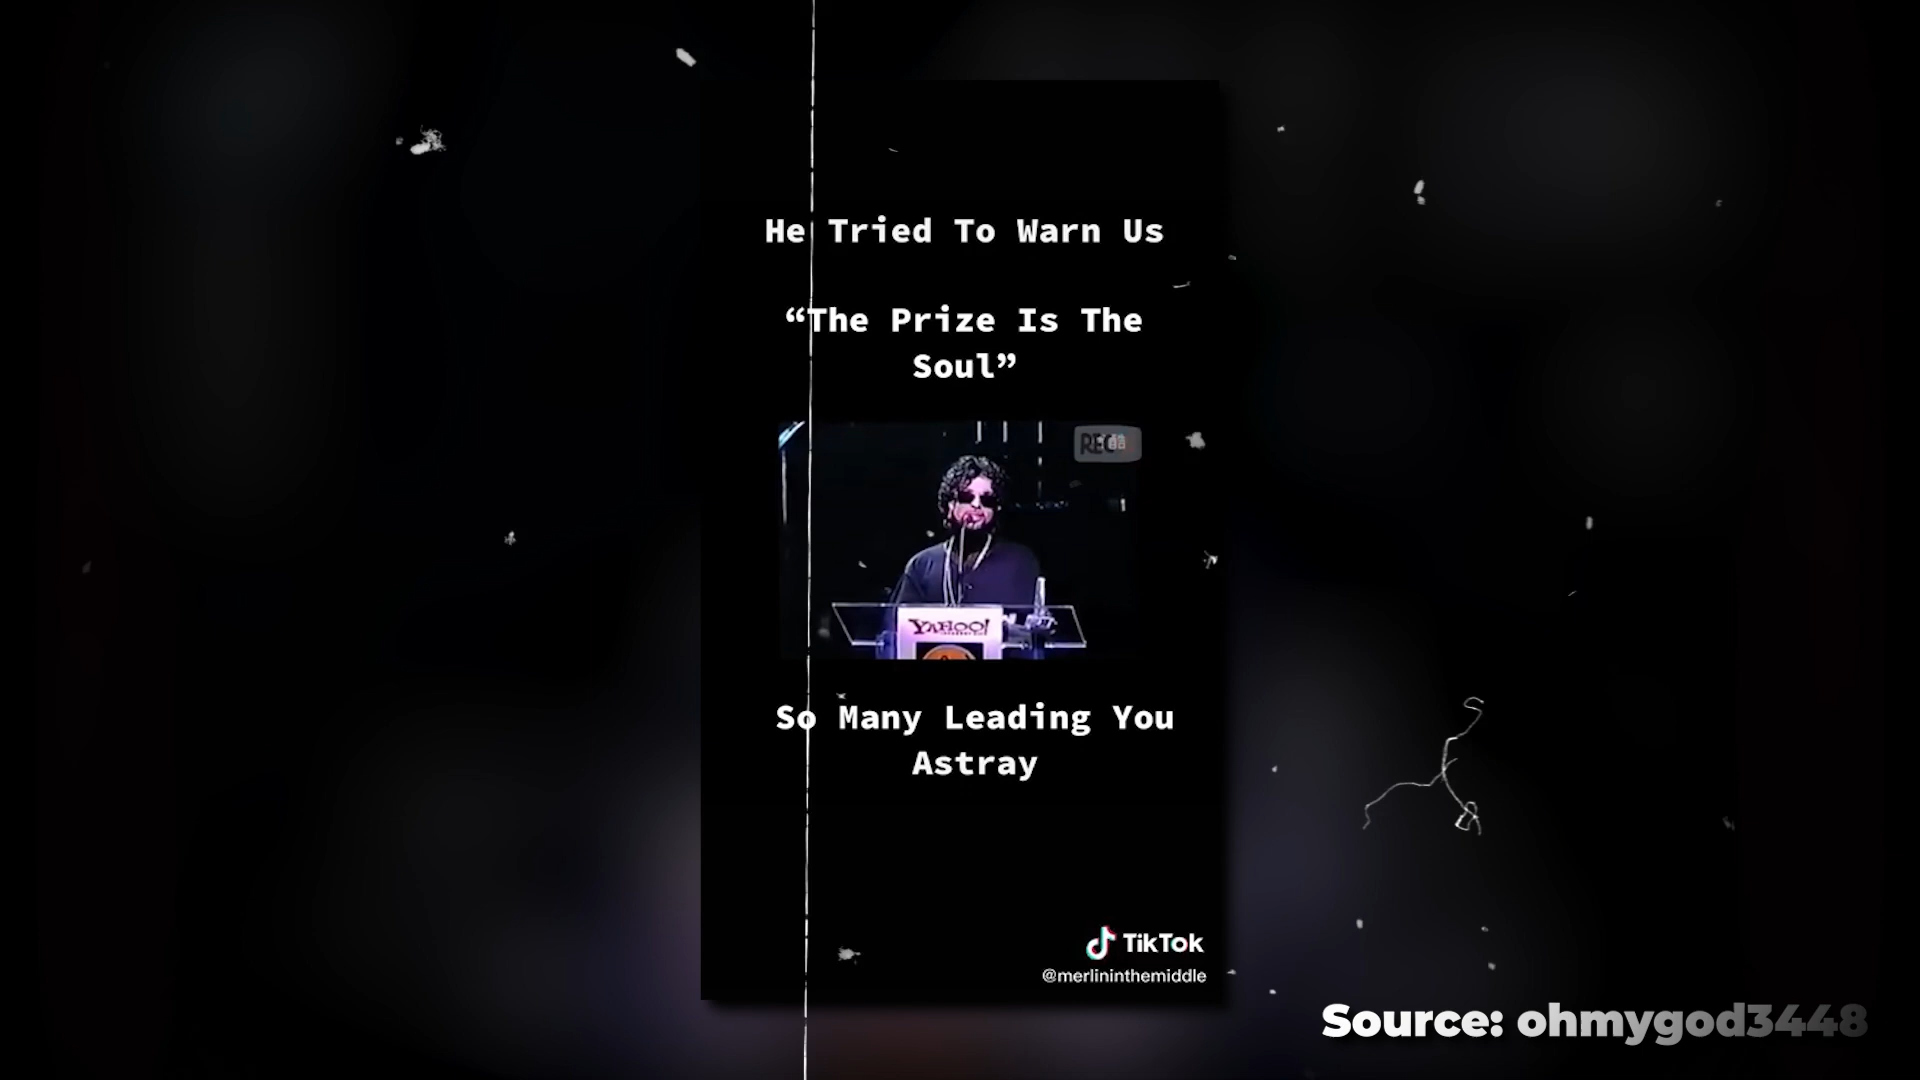 He Tried To Warn Us
“The Prize Is The
Soul”
REC
YAHOO!
So Many Leading You
Astray
TikTok
@merlininthemiddle
Source: ohmygod3448